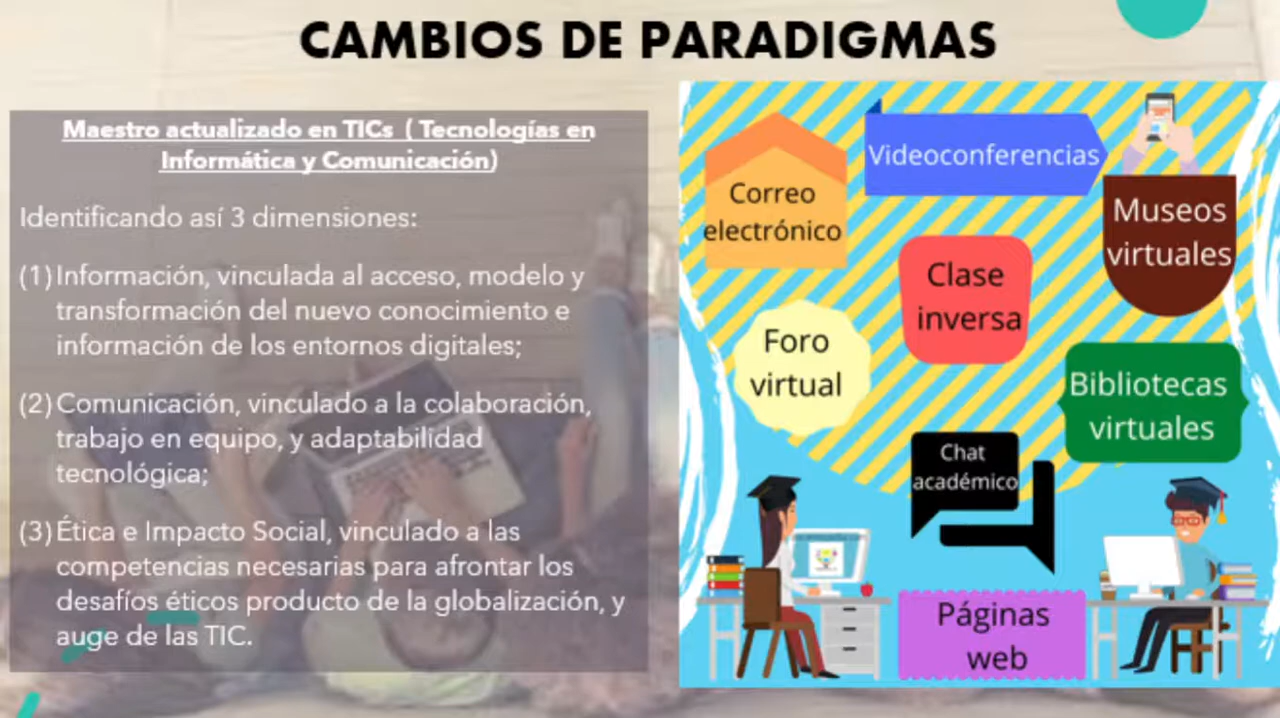 CAMBIOS DE PARADIGMAS
Maestro actualizado en TICs ( Tecnologías en
Informática y Comunicación)
Identificando así 3 dimensiones:
(1) Información, vinculada al acceso, modelo y
transformación del nuevo conocimiento e
información de los entornos digitales;
(2) Comunicación, vinculado a la colaboración,
trabajo en equipo, y adaptabilidad
tecnológica;
(3) Ética e Impacto Social, vinculado a las
competencias necesarias para afrontar los
desafíos éticos producto de la globalización, y
auge de las TIC.
Videoconferencias
Correo
electrónico
Museos
virtuales
Clase
inversa
Foro
virtual
Bibliotecas
virtuales
Chat
académico
Páginas
web